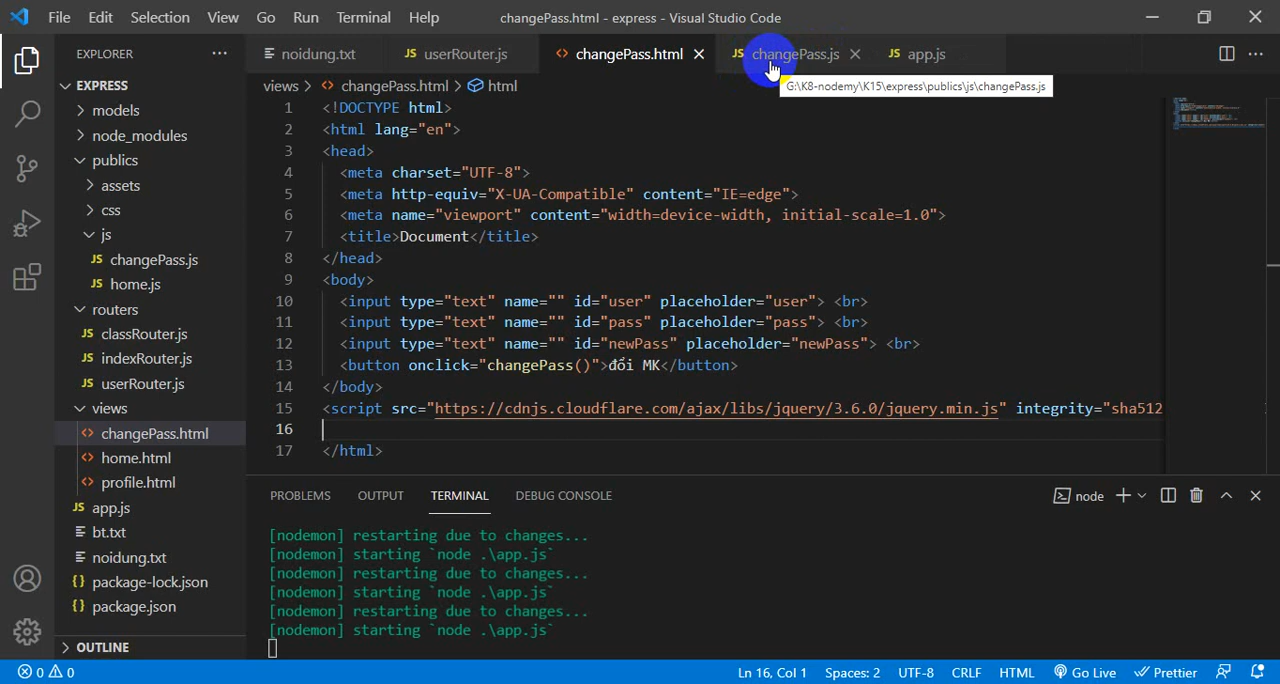 File Edit Selection View Go Run Terminal Help changePass.html - express - Visual Studio Code
EXPLORER
EXPRESS
models
node_modules
publics
assets
css
js
JS changePass.js
JS home.js
routers
JS classRouter.js
JS indexRouter.js
JS userRouter.js
views
<> changePass.html
<> home.html
<> profile.html
JS app.js
bt.txt
noidung.txt
{} package-lock.json
{} package.json
OUTLINE
noidung.txt JS userRouter.js <> changePass.html JS changePass.js JS app.js
G:\K8-nodemy\K15\express\publics\js\changePass.js
views > <> changePass.html > html
1 <!DOCTYPE html>
2 <html lang="en">
3 <head>
4 <meta charset="UTF-8">
5 <meta http-equiv="X-UA-Compatible" content="IE=edge">
6 <meta name="viewport" content="width=device-width, initial-scale=1.0">
7 <title>Document</title>
8 </head>
9 <body>
10 <input type="text" name="" id="user" placeholder="user"> <br>
11 <input type="text" name="" id="pass" placeholder="pass"> <br>
12 <input type="text" name="" id="newPass" placeholder="newPass"> <br>
13 <button onclick="changePass()">đổi MK</button>
14 </body>
15 <script src="https://cdnjs.cloudflare.com/ajax/libs/jquery/3.6.0/jquery.min.js" integrity="sha512
16
17 </html>
PROBLEMS OUTPUT TERMINAL DEBUG CONSOLE node
[nodemon] restarting due to changes...
[nodemon] starting `node .\app.js`
[nodemon] restarting due to changes...
[nodemon] starting `node .\app.js`
[nodemon] restarting due to changes...
[nodemon] starting `node .\app.js`
0 0 Ln 16, Col 1 Spaces: 2 UTF-8 CRLF HTML Go Live Prettier